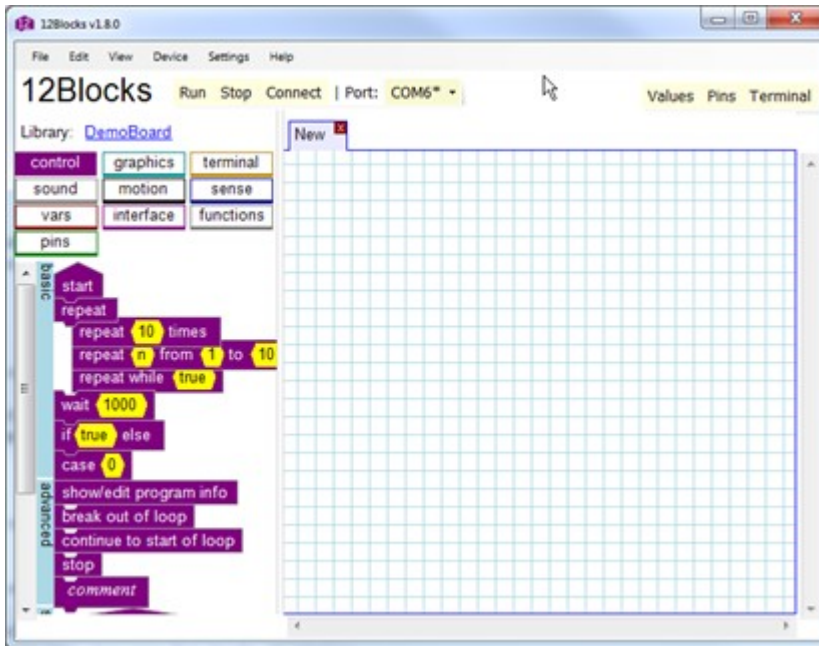 12Blocks v1.8.0
File Edit View Device Settings Help
12Blocks Run Stop Connect | Port: COM6* Values Pins Terminal
Library: DemoBoard
New
control graphics terminal
sound motion sense
vars interface functions
pins
basic
start
repeat
repeat 10 times
repeat n from 1 to 10
repeat while true
wait 1000
if true else
case 0
advanced
show/edit program info
break out of loop
continue to start of loop
stop
comment